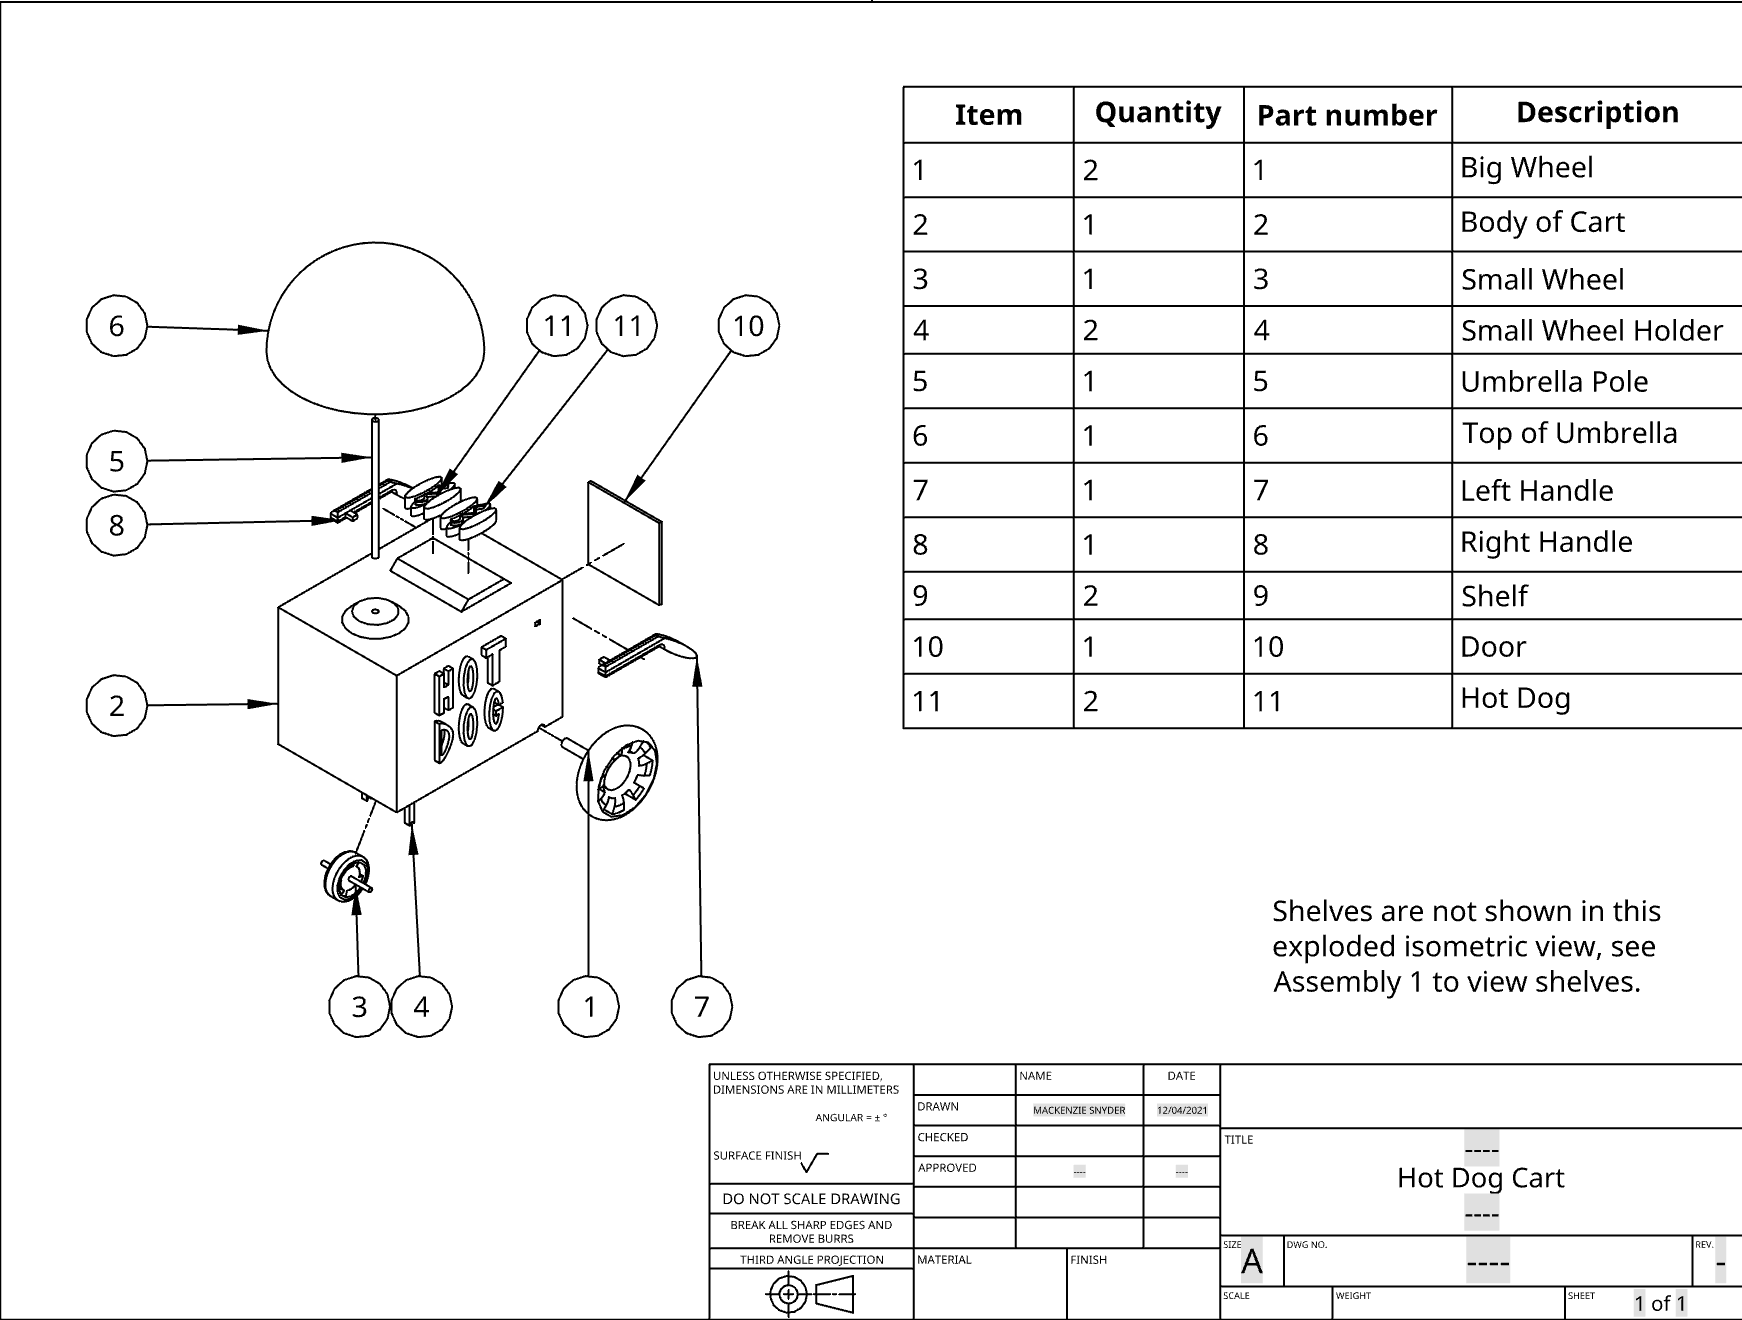 Item Quantity Part number Description
1 2 1 Big Wheel
2 1 2 Body of Cart
3 1 3 Small Wheel
4 2 4 Small Wheel Holder
5 1 5 Umbrella Pole
6 1 6 Top of Umbrella
7 1 7 Left Handle
8 1 8 Right Handle
9 2 9 Shelf
10 1 10 Door
11 2 11 Hot Dog
6
11 11 10
5
8
2
HOT
DOG
3 4 1 7
Shelves are not shown in this
exploded isometric view, see
Assembly 1 to view shelves.
UNLESS OTHERWISE SPECIFIED,
DIMENSIONS ARE IN MILLIMETERS
ANGULAR = ± °
SURFACE FINISH
DO NOT SCALE DRAWING
BREAK ALL SHARP EDGES AND
REMOVE BURRS
THIRD ANGLE PROJECTION
NAME DATE
DRAWN MACKENZIE SNYDER 12/04/2021
CHECKED
APPROVED ---- ----
MATERIAL FINISH
TITLE
----
Hot Dog Cart
----
SIZE A DWG NO. ---- REV. -
SCALE WEIGHT SHEET 1 of 1